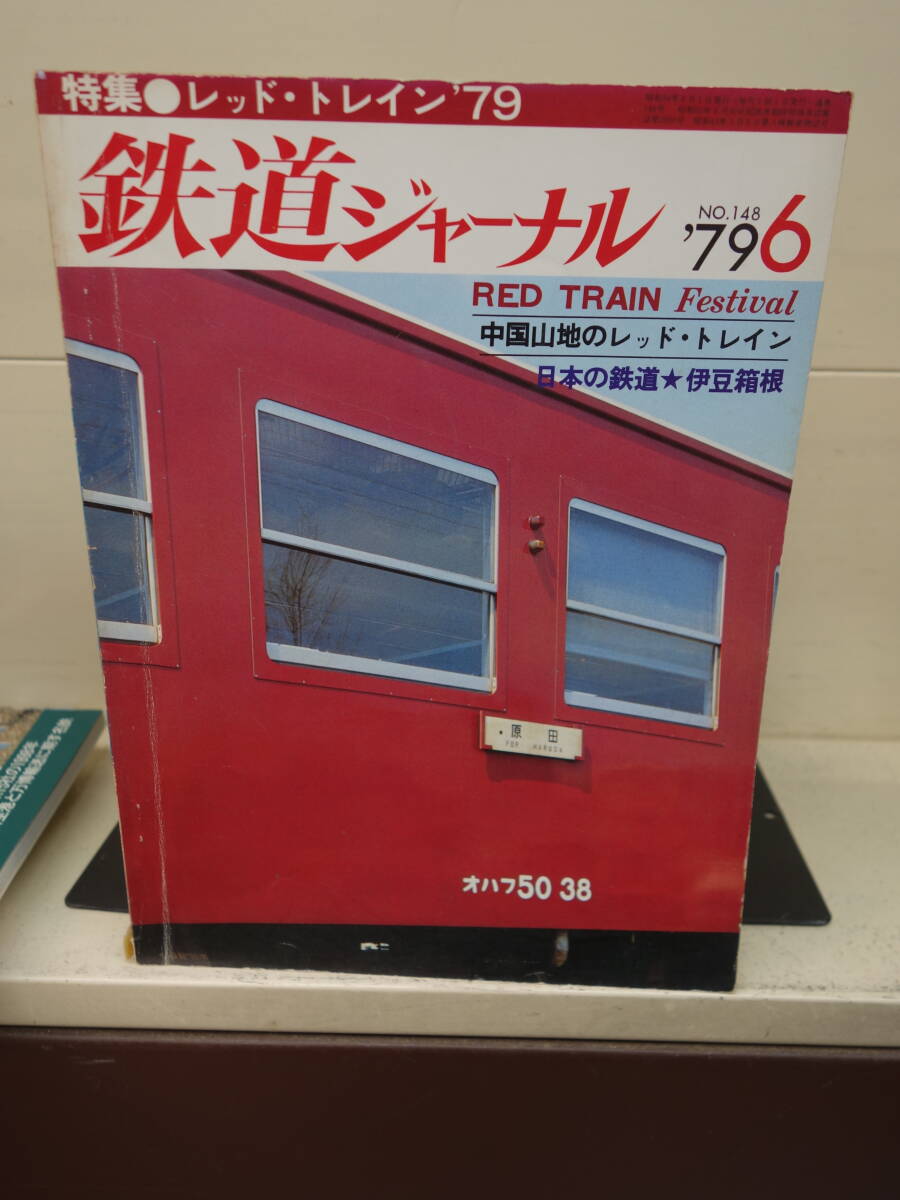 特集●レッド・トレイン'79
鉄道ジャーナル
NO.148
'79 6
RED TRAIN Festival
中国山地のレッド・トレイン
日本の鉄道★伊豆箱根
原田
FOR HARUDA
オハフ50 38